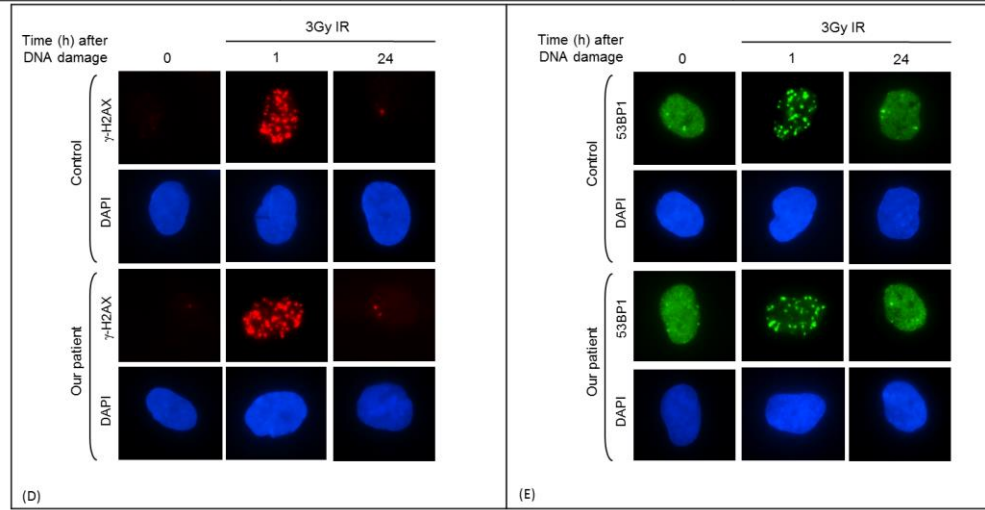 3Gy IR
Time (h) after
DNA damage
0
1
24
Control
γ-H2AX
DAPI
Our patient
γ-H2AX
DAPI
(D)
3Gy IR
Time (h) after
DNA damage
0
1
24
Control
53BP1
DAPI
Our patient
53BP1
DAPI
(E)